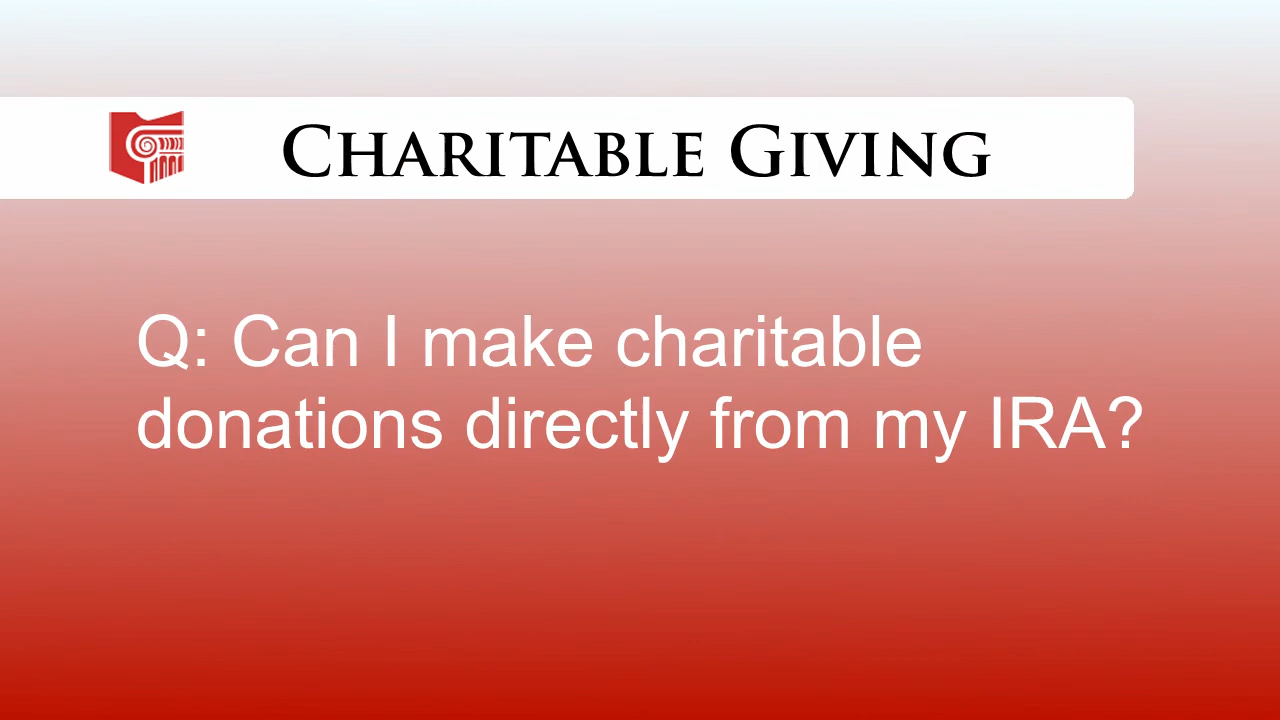 CHARITABLE GIVING
Q: Can I make charitable
donations directly from my IRA?